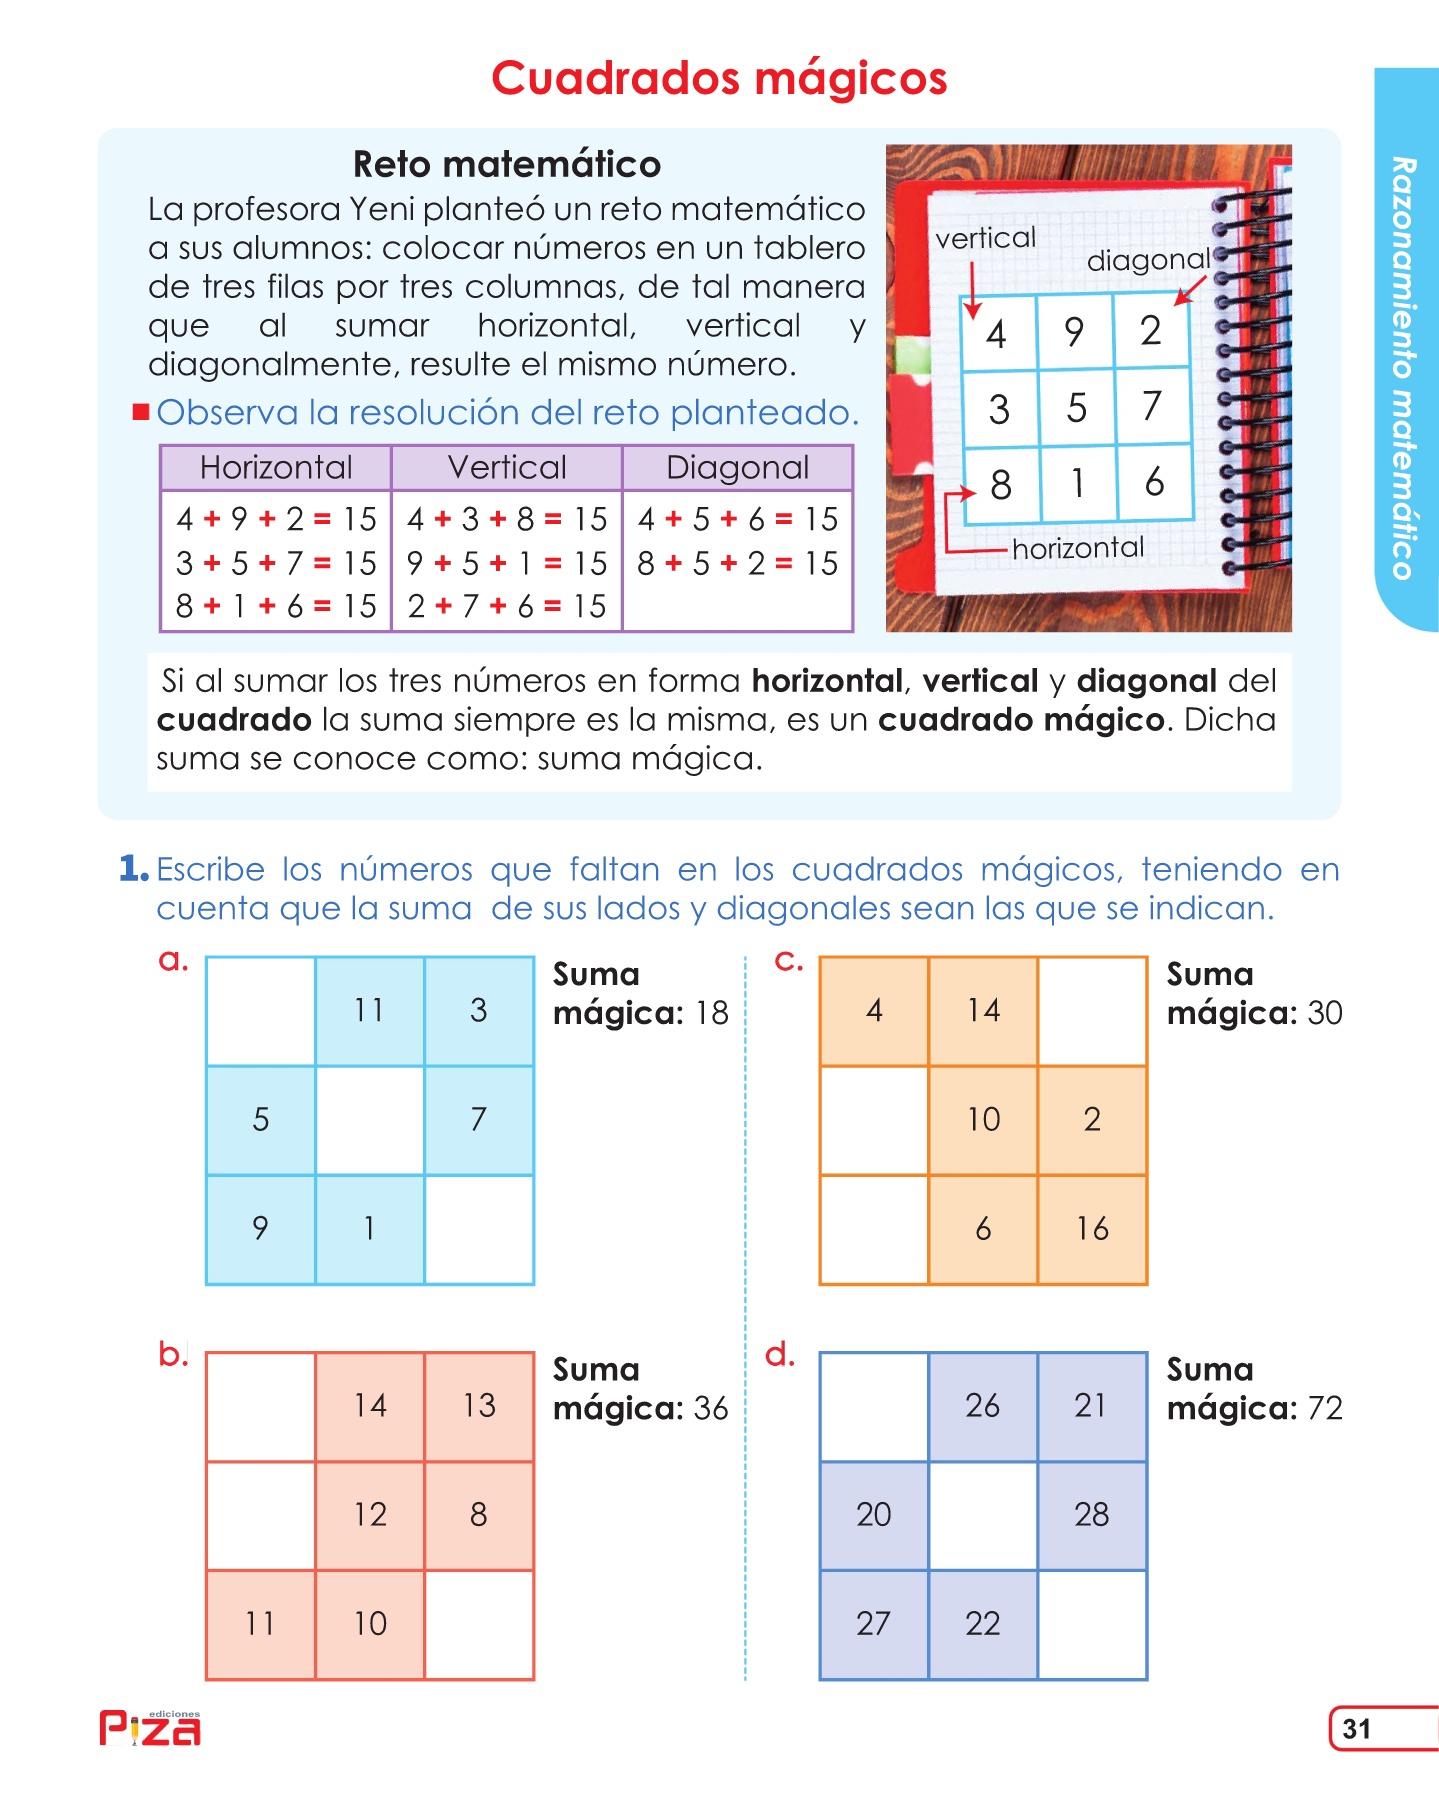 Cuadrados mágicos
Razonamiento matemático
Reto matemático
La profesora Yeni planteó un reto matemático
a sus alumnos: colocar números en un tablero
de tres filas por tres columnas, de tal manera
que al sumar horizontal, vertical y
diagonalmente, resulte el mismo número.
Observa la resolución del reto planteado.
Horizontal Vertical Diagonal
4 + 9 + 2 = 15 4 + 3 + 8 = 15 4 + 5 + 6 = 15
3 + 5 + 7 = 15 9 + 5 + 1 = 15 8 + 5 + 2 = 15
8 + 1 + 6 = 15 2 + 7 + 6 = 15
vertical
diagonal
4 9 2
3 5 7
8 1 6
horizontal
Si al sumar los tres números en forma horizontal, vertical y diagonal del
cuadrado la suma siempre es la misma, es un cuadrado mágico. Dicha
suma se conoce como: suma mágica.
1. Escribe los números que faltan en los cuadrados mágicos, teniendo en
cuenta que la suma de sus lados y diagonales sean las que se indican.
a.
11 3
5 7
9 1
Suma
mágica: 18
b.
14 13
12 8
11 10
Suma
mágica: 36
c.
4 14
10 2
6 16
Suma
mágica: 30
d.
26 21
20 28
27 22
Suma
mágica: 72
ediciones
Piza
31